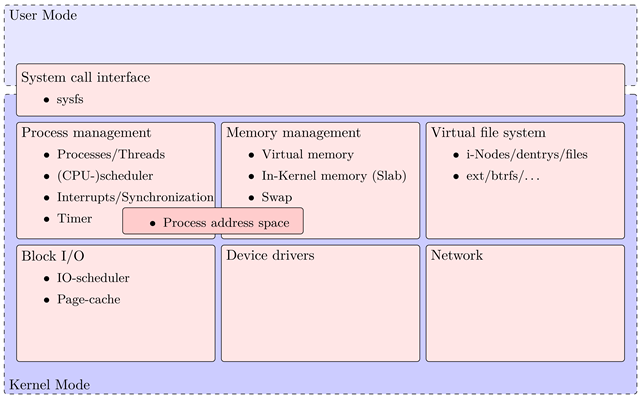 User Mode
System call interface
• sysfs
Process management
• Processes/Threads
• (CPU-)scheduler
• Interrupts/Synchronization
• Timer
Memory management
• Virtual memory
• In-Kernel memory (Slab)
• Swap
• Process address space
Virtual file system
• i-Nodes/dentrys/files
• ext/btrfs/...
Block I/O
• IO-scheduler
• Page-cache
Device drivers
Network
Kernel Mode